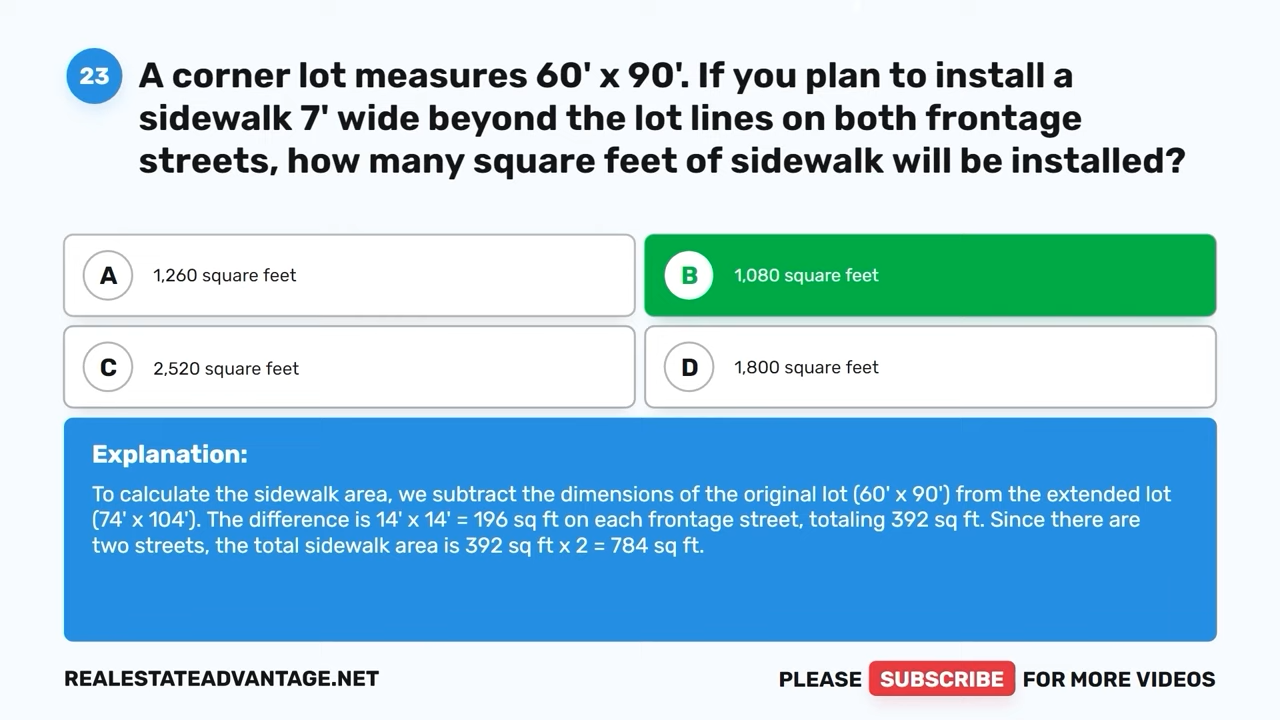 23
A corner lot measures 60' x 90'. If you plan to install a
sidewalk 7' wide beyond the lot lines on both frontage
streets, how many square feet of sidewalk will be installed?
A 1,260 square feet
B 1,080 square feet
C 2,520 square feet
D 1,800 square feet
Explanation:
To calculate the sidewalk area, we subtract the dimensions of the original lot (60' x 90') from the extended lot
(74' x 104'). The difference is 14' x 14' = 196 sq ft on each frontage street, totaling 392 sq ft. Since there are
two streets, the total sidewalk area is 392 sq ft x 2 = 784 sq ft.
REALESTATEADVANTAGE.NET
PLEASE SUBSCRIBE FOR MORE VIDEOS